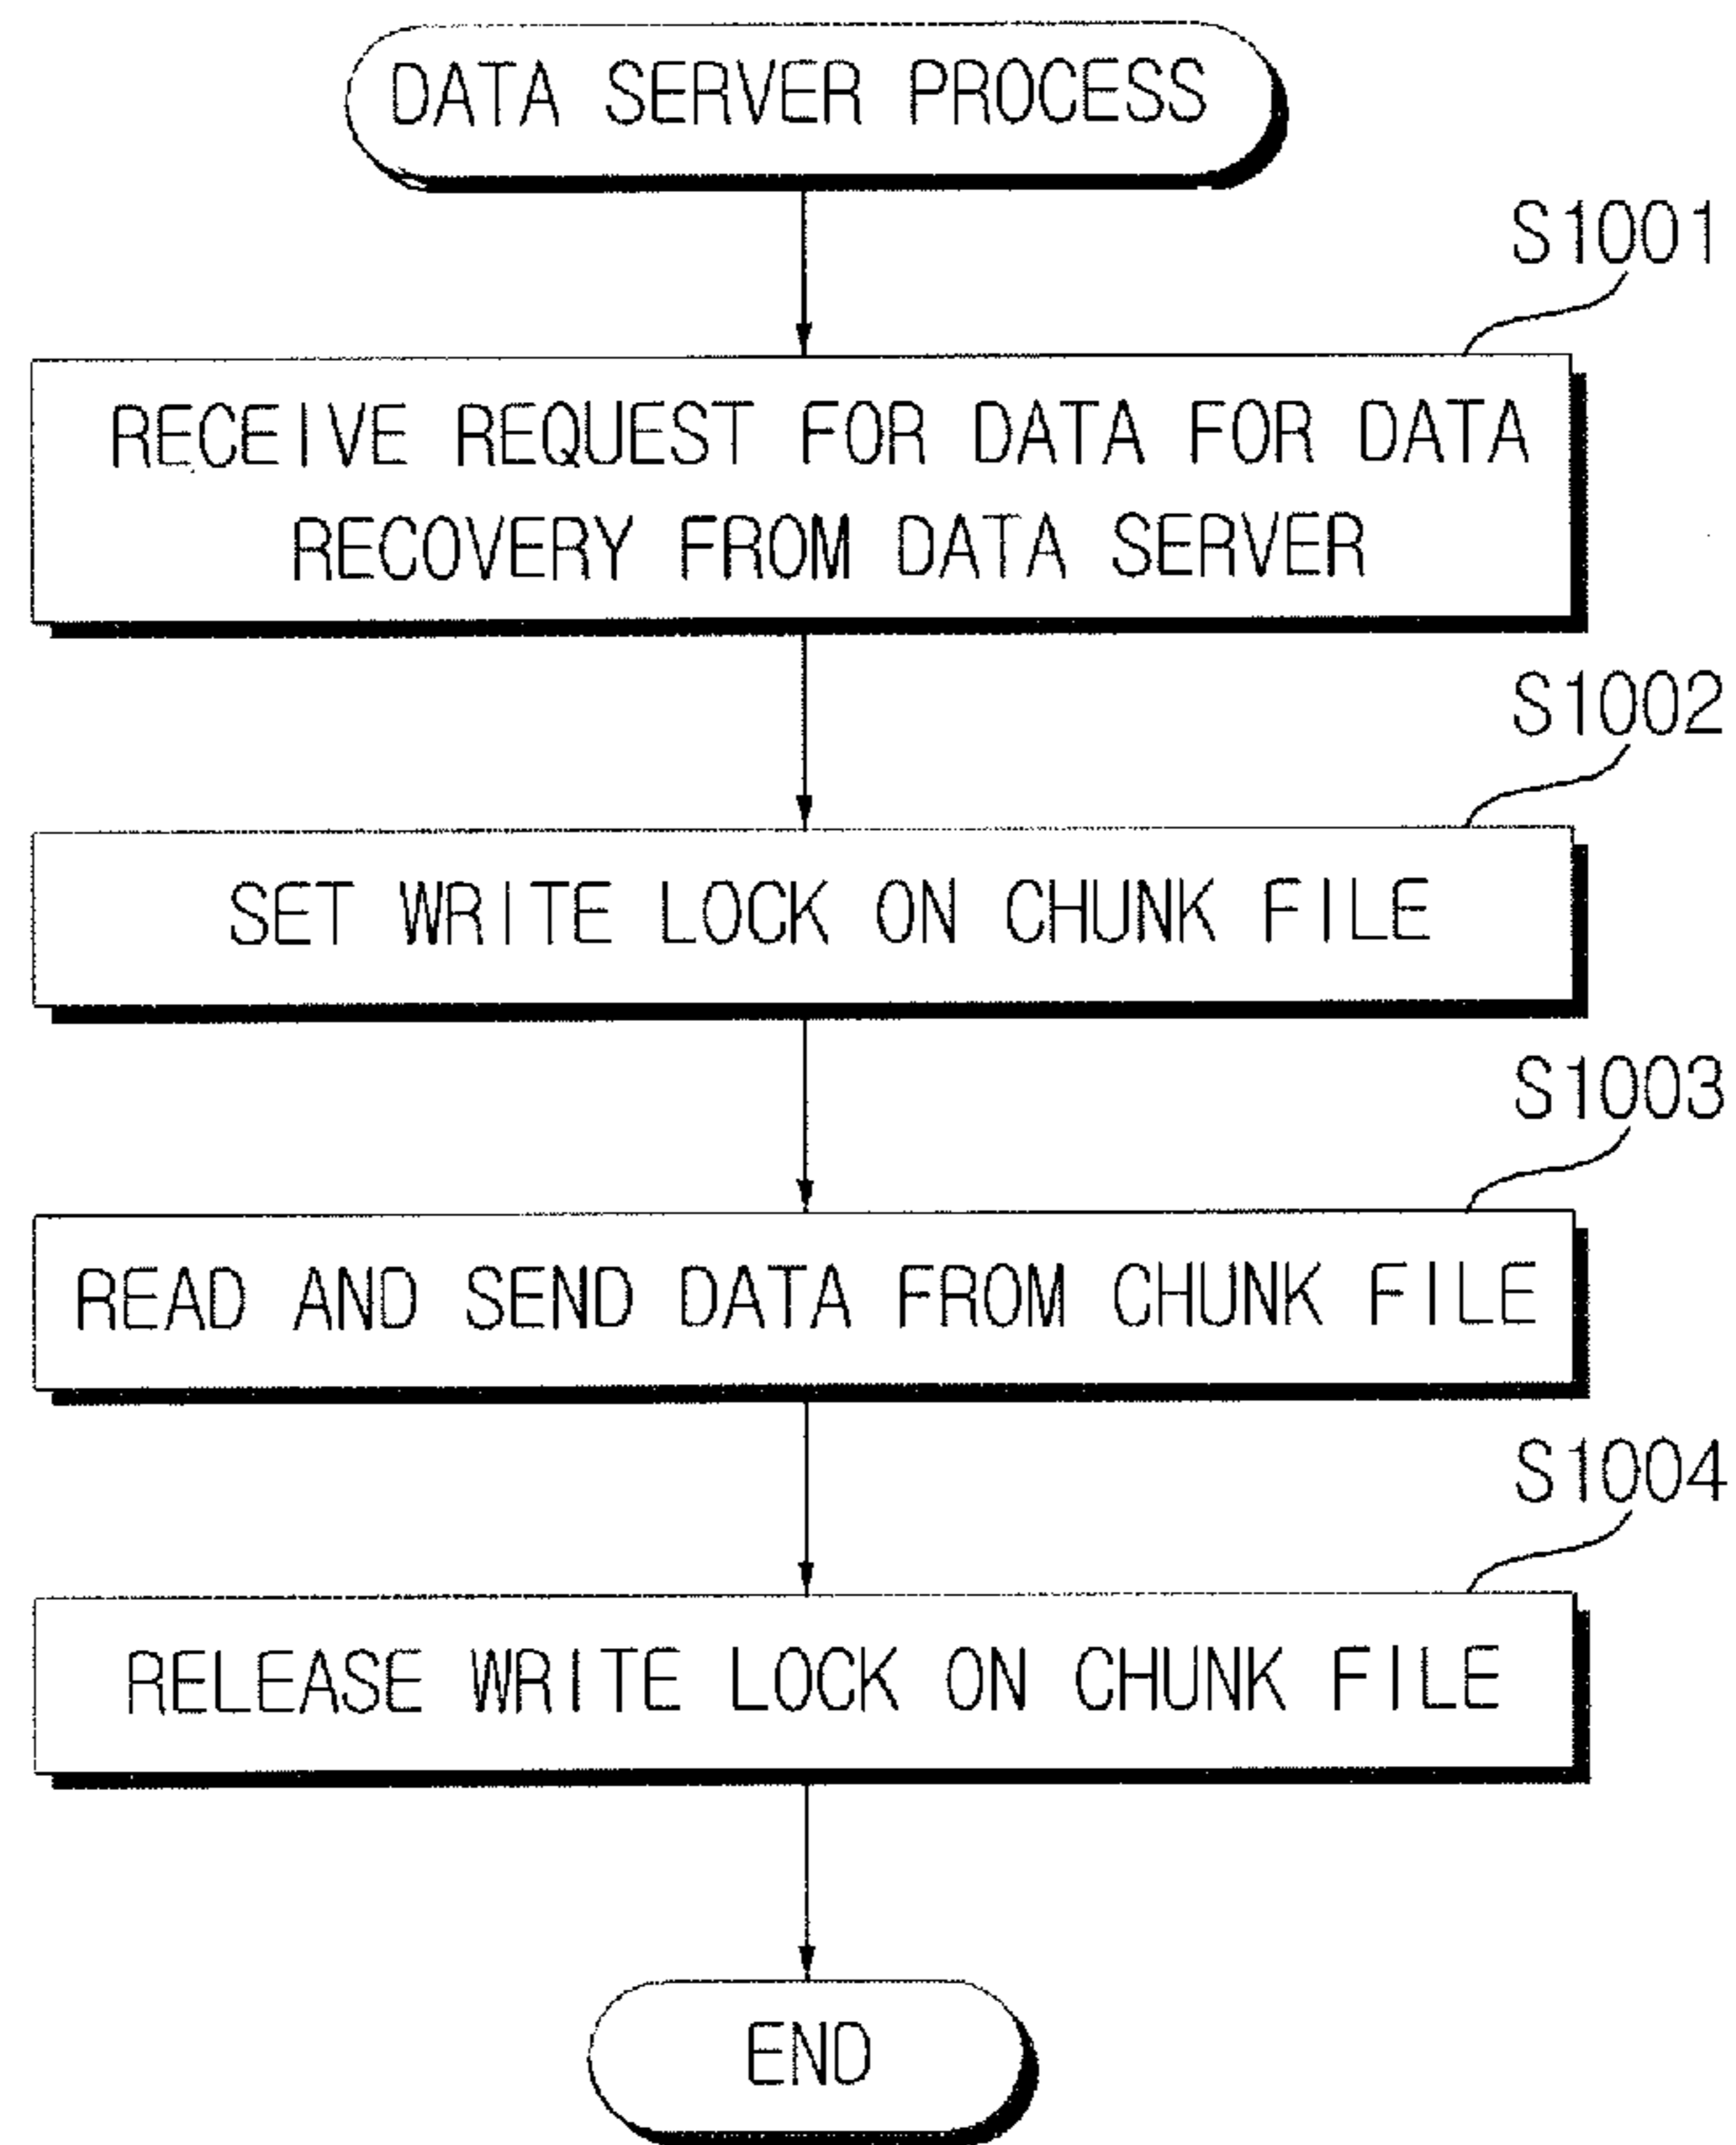 DATA SERVER PROCESS
S1001
RECEIVE REQUEST FOR DATA FOR DATA
RECOVERY FROM DATA SERVER
S1002
SET WRITE LOCK ON CHUNK FILE
S1003
READ AND SEND DATA FROM CHUNK FILE
S1004
RELEASE WRITE LOCK ON CHUNK FILE
END